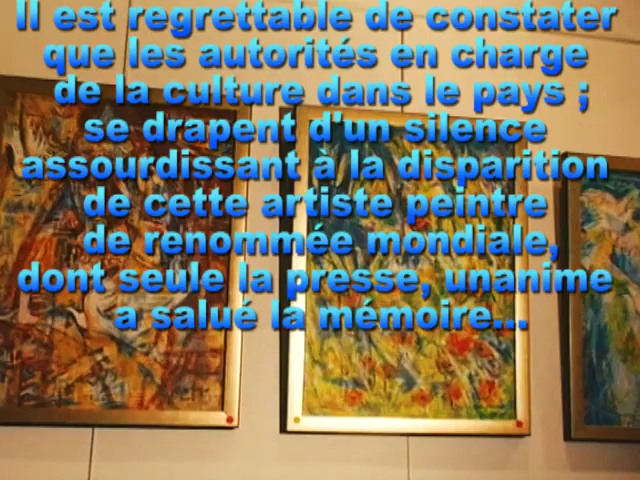 Il est regrettable de constater
que les autorités en charge
de la culture dans le pays ;
se drapent d'un silence
assourdissant à la disparition
de cette artiste peintre
de renommée mondiale,
dont seule la presse, unanime
a salué la mémoire...